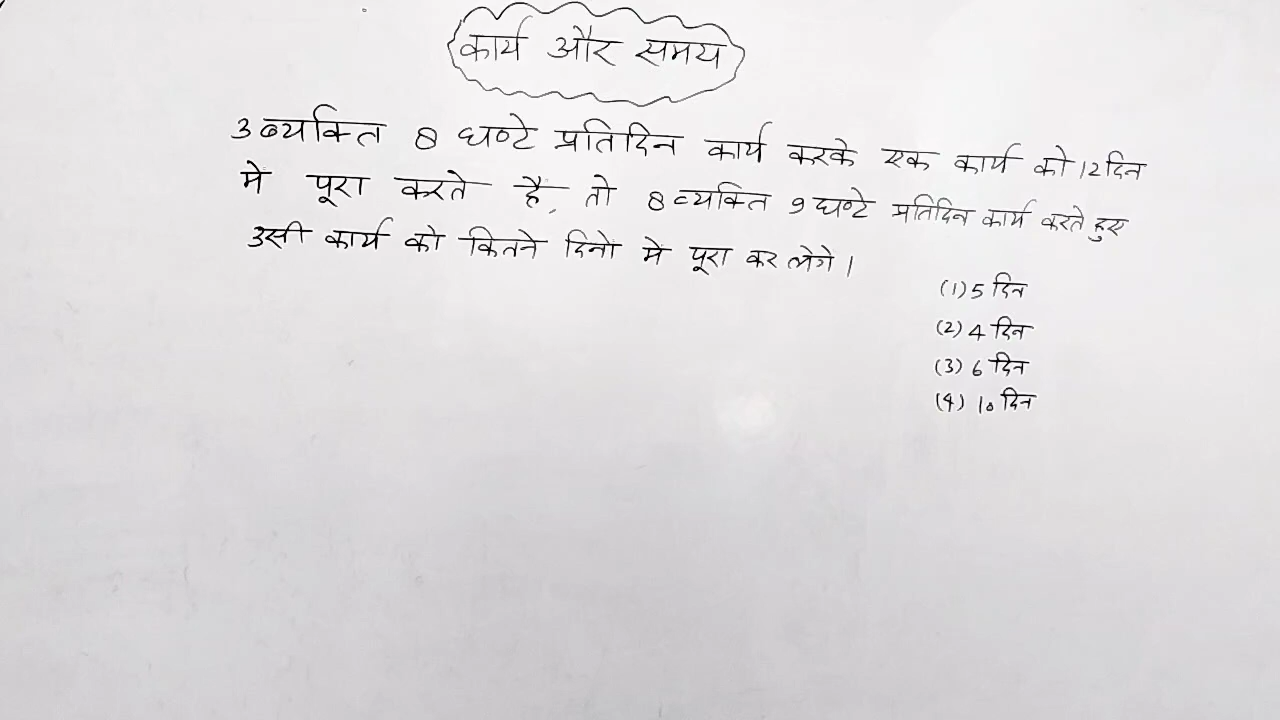 कार्य और समय
3 व्यक्ति 8 घण्टे प्रतिदिन कार्य करके एक कार्य को 12 दिन
मे पूरा करते है, तो 8 व्यक्ति 9 घण्टे प्रतिदिन कार्य करते हुए
उसी कार्य को कितने दिनो मे पूरा कर लेगे।
(1) 5 दिन
(2) 4 दिन
(3) 6 दिन
(4) 10 दिन